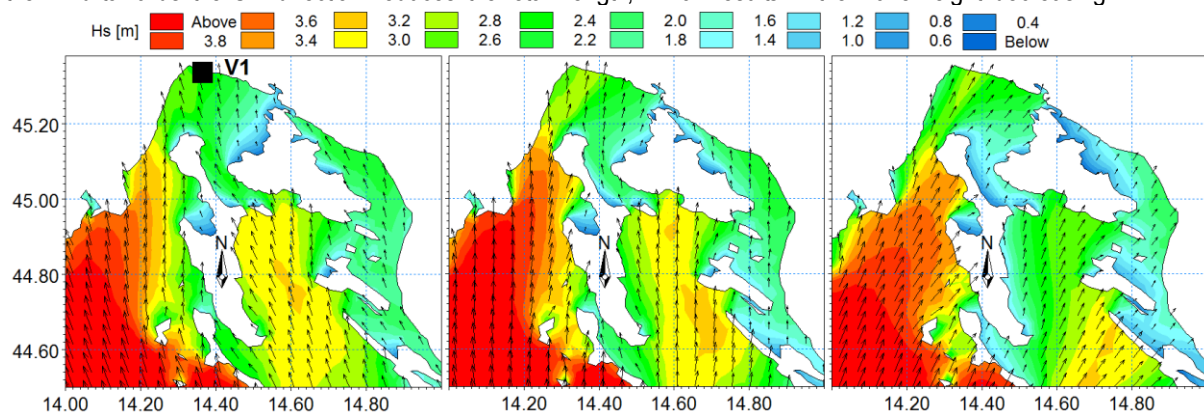 Above 3.6 3.2 2.8 2.4 2.0 1.6 1.2 0.8 0.4
Hs [m]
3.8 3.4 3.0 2.6 2.2 1.8 1.4 1.0 0.6 Below
V1
45.20
45.00
N N N
44.80
44.60
14.00 14.20 14.40 14.60 14.80 14.20 14.40 14.60 14.80 14.20 14.40 14.60 14.80